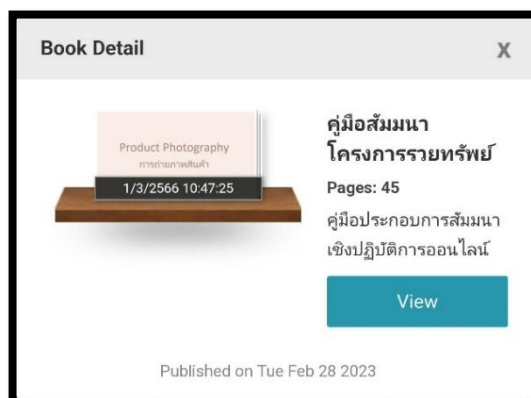 Book Detail
X
Product Photography
การถ่ายภาพสินค้า
1/3/2566 10:47:25
คู่มือสัมมนา
โครงการรวยทรัพย์
Pages: 45
คู่มือประกอบการสัมมนา
เชิงปฏิบัติการออนไลน์
View
Published on Tue Feb 28 2023